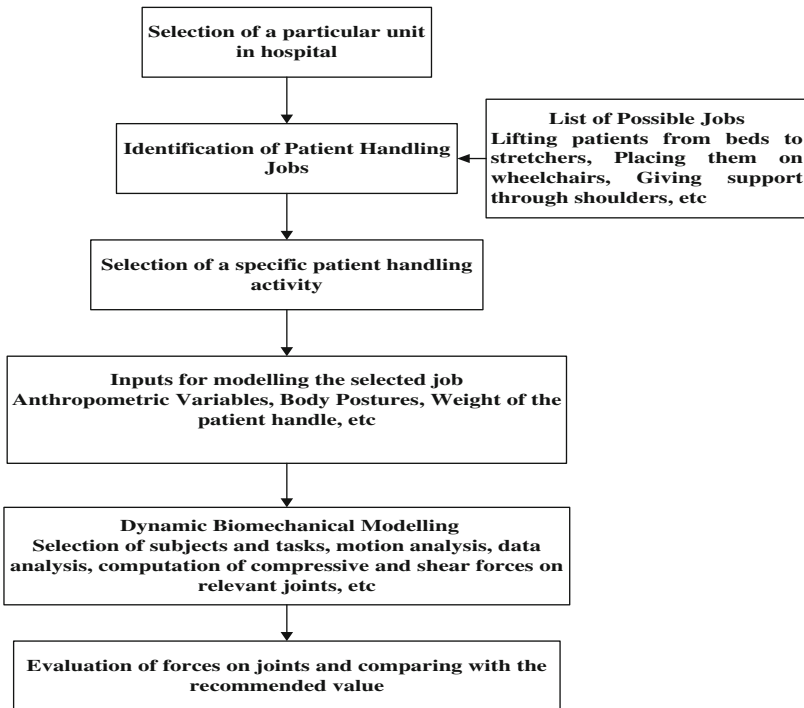 Selection of a particular unit
in hospital
Identification of Patient Handling
Jobs
List of Possible Jobs
Lifting patients from beds to
stretchers, Placing them on
wheelchairs, Giving support
through shoulders, etc
Selection of a specific patient handling
activity
Inputs for modelling the selected job
Anthropometric Variables, Body Postures, Weight of the
patient handle, etc
Dynamic Biomechanical Modelling
Selection of subjects and tasks, motion analysis, data
analysis, computation of compressive and shear forces on
relevant joints, etc
Evaluation of forces on joints and comparing with the
recommended value